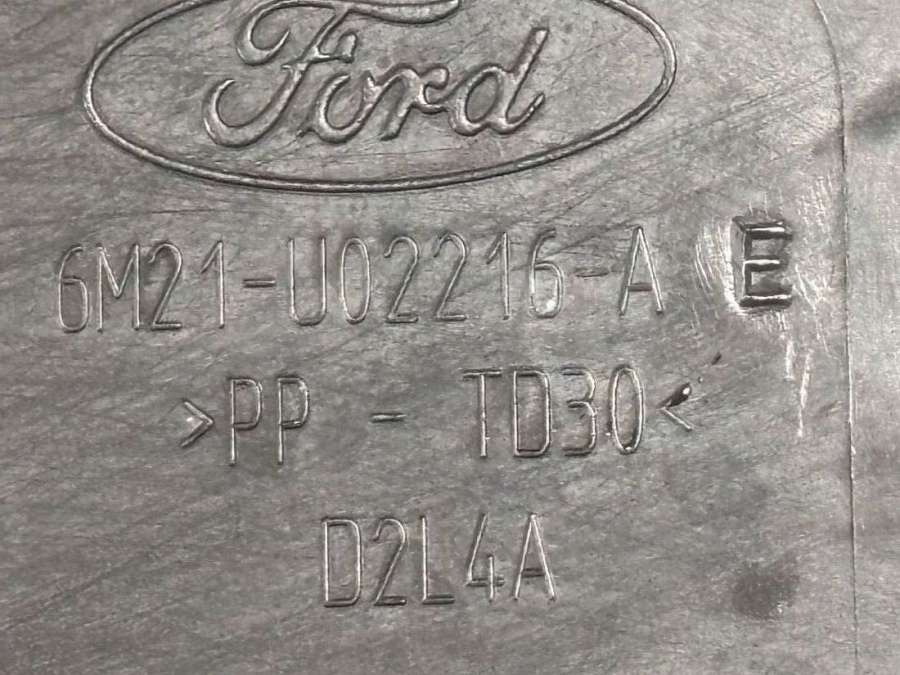 Ford
6M21-U02216-A E
>PP - TD30<
D2L4A